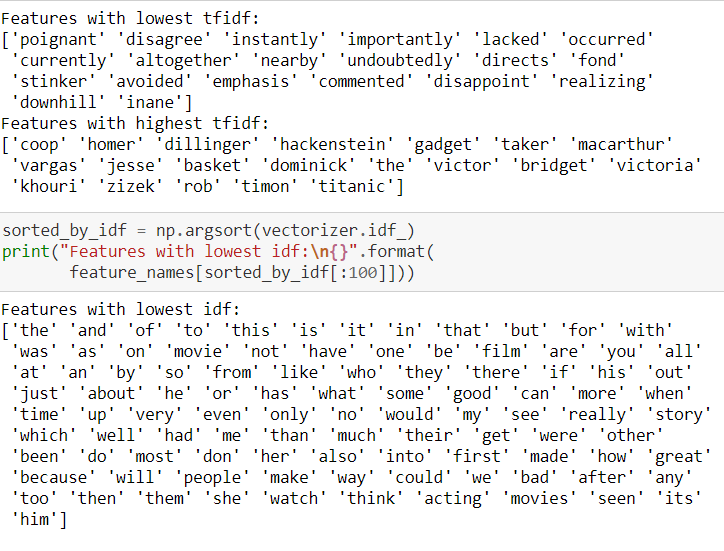 Features with lowest tfidf:
['poignant' 'disagree' 'instantly' 'importantly' 'lacked' 'occurred'
'currently' 'altogether' 'nearby' 'undoubtedly' 'directs' 'fond'
'stinker' 'avoided' 'emphasis' 'commented' 'disappoint' 'realizing'
'downhill' 'inane']
Features with highest tfidf:
['coop' 'homer' 'dillinger' 'hackenstein' 'gadget' 'taker' 'macarthur'
'vargas' 'jesse' 'basket' 'dominick' 'the' 'victor' 'bridget' 'victoria'
'khouri' 'zizek' 'rob' 'timon' 'titanic']
sorted_by_idf = np.argsort(vectorizer.idf_)
print("Features with lowest idf:\n{}".format(
feature_names[sorted_by_idf[:100]]))
Features with lowest idf:
['the' 'and' 'of' 'to' 'this' 'is' 'it' 'in' 'that' 'but' 'for' 'with'
'was' 'as' 'on' 'movie' 'not' 'have' 'one' 'be' 'film' 'are' 'you' 'all'
'at' 'an' 'by' 'so' 'from' 'like' 'who' 'they' 'there' 'if' 'his' 'out'
'just' 'about' 'he' 'or' 'has' 'what' 'some' 'good' 'can' 'more' 'when'
'time' 'up' 'very' 'even' 'only' 'no' 'would' 'my' 'see' 'really' 'story'
'which' 'well' 'had' 'me' 'than' 'much' 'their' 'get' 'were' 'other'
'been' 'do' 'most' 'don' 'her' 'also' 'into' 'first' 'made' 'how' 'great'
'because' 'will' 'people' 'make' 'way' 'could' 'we' 'bad' 'after' 'any'
'too' 'then' 'them' 'she' 'watch' 'think' 'acting' 'movies' 'seen' 'its'
'him']